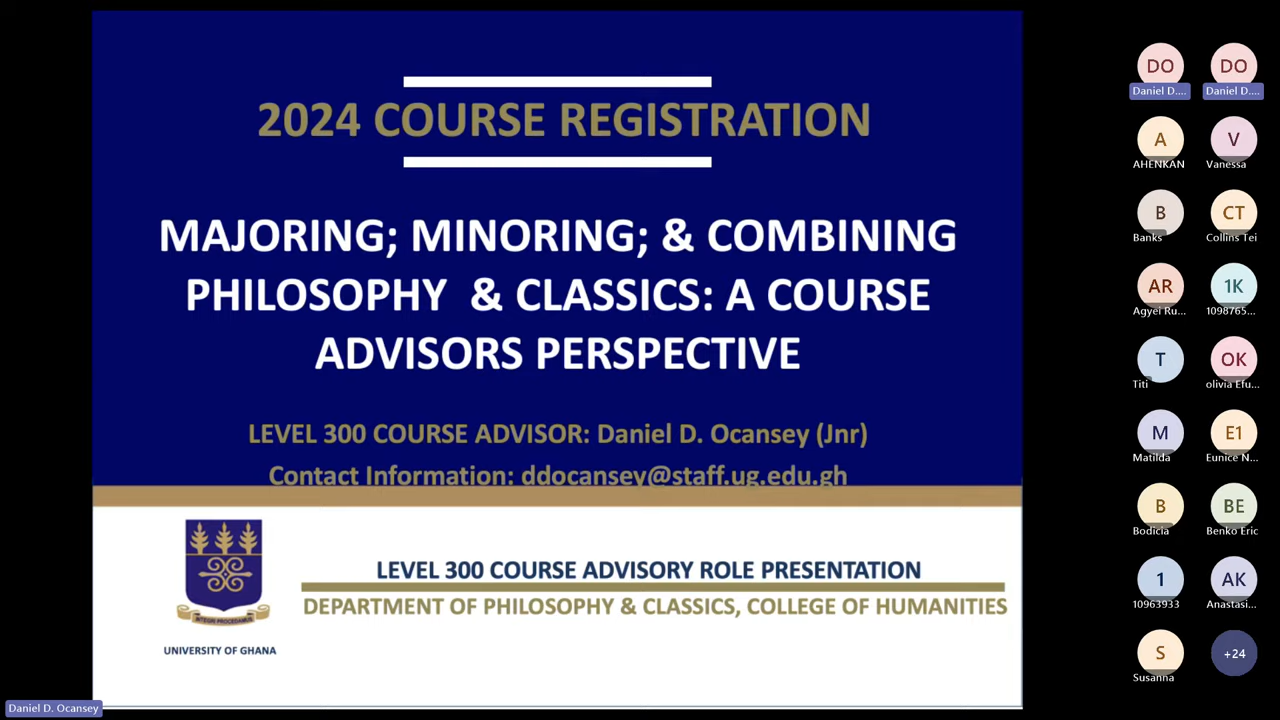 2024 COURSE REGISTRATION
MAJORING; MINORING; & COMBINING
PHILOSOPHY & CLASSICS: A COURSE
ADVISORS PERSPECTIVE
LEVEL 300 COURSE ADVISOR: Daniel D. Ocansey (Jnr)
Contact Information: ddocansey@staff.ug.edu.gh
INTEGRI PROCEDAMUS
UNIVERSITY OF GHANA
LEVEL 300 COURSE ADVISORY ROLE PRESENTATION
DEPARTMENT OF PHILOSOPHY & CLASSICS, COLLEGE OF HUMANITIES
Daniel D. Ocansey
DO
Daniel D....
DO
Daniel D....
A
AHENKAN
V
Vanessa
B
Banks
CT
Collins Tei
AR
Agyei Ru...
1K
1098765...
T
Titi
OK
olivia Efu...
M
Matilda
E1
Eunice N...
B
Bodicia
BE
Benko Eric
1
10963933
AK
Anastasi...
S
Susanna
+24